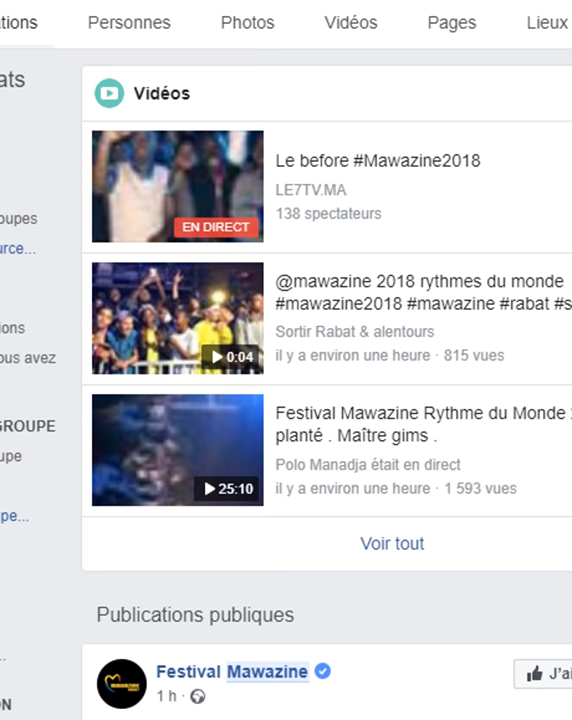 tions Personnes Photos Vidéos Pages Lieux
ats
Vidéos
Le before #Mawazine2018
LE7TV.MA
138 spectateurs
EN DIRECT
oupes
urce...
@mawazine 2018 rythmes du monde
#mawazine2018 #mawazine #rabat #s
Sortir Rabat & alentours
il y a environ une heure · 815 vues
0:04
ions
ous avez
Festival Mawazine Rythme du Monde
planté . Maître gims .
Polo Manadja était en direct
il y a environ une heure · 1 593 vues
25:10
GROUPE
upe
pe...
Voir tout
Publications publiques
Festival Mawazine
1 h ·
J'ai
...
ON